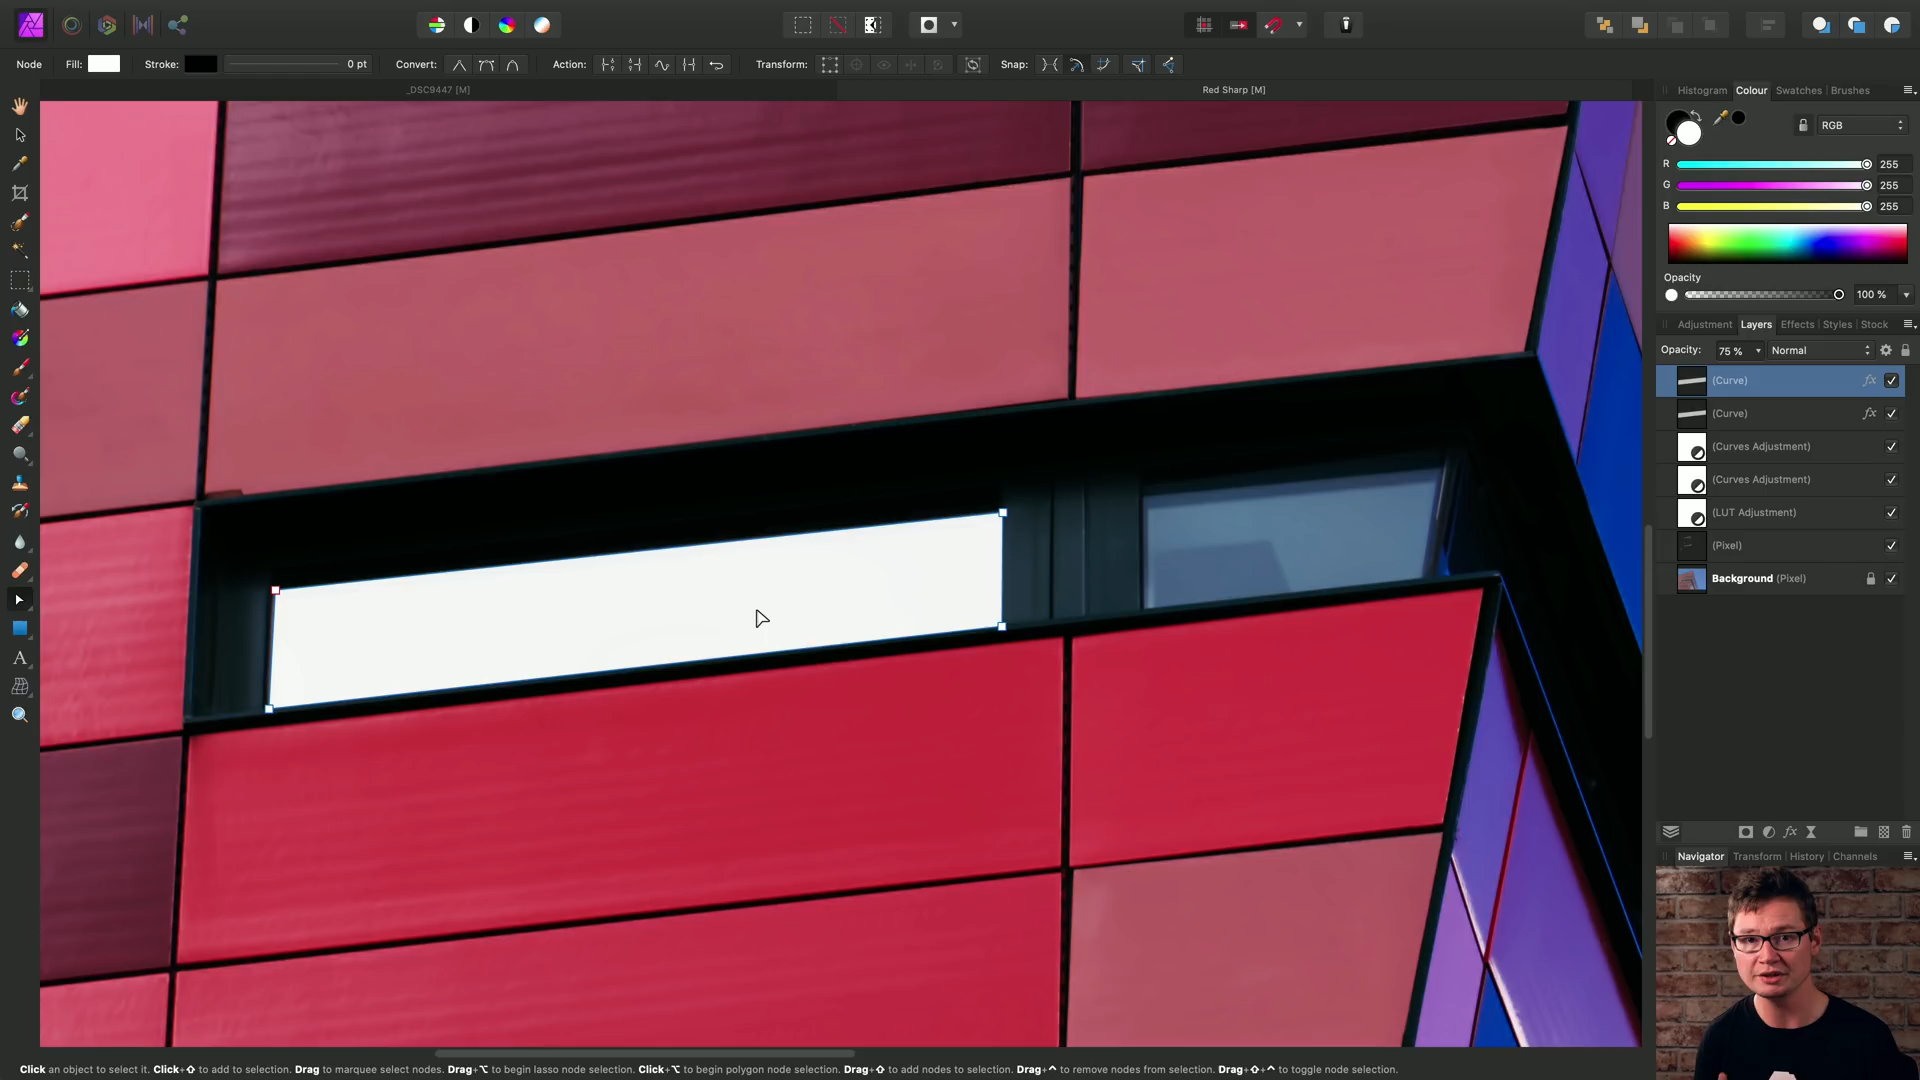 Node Fill: Stroke: 0 pt Convert: Action: Transform: Snap:
_DSC9447 [M]
Red Sharp [M]
Histogram Colour Swatches Brushes
RGB
R 255
G 255
B 255
Opacity
100 %
Adjustment Layers Effects Styles Stock
Opacity: 75 % Normal
(Curve) fx
(Curve) fx
(Curves Adjustment)
(Curves Adjustment)
(LUT Adjustment)
(Pixel)
Background (Pixel)
fx
Navigator Transform History Channels
A
Click an object to select it. Click+⇧ to add to selection. Drag to marquee select nodes. Drag+⌥ to begin lasso node selection. Click+⌥ to begin polygon node selection. Drag+⇧ to add nodes to selection. Drag+^ to remove nodes from selection. Drag+⇧+^ to toggle node selection.